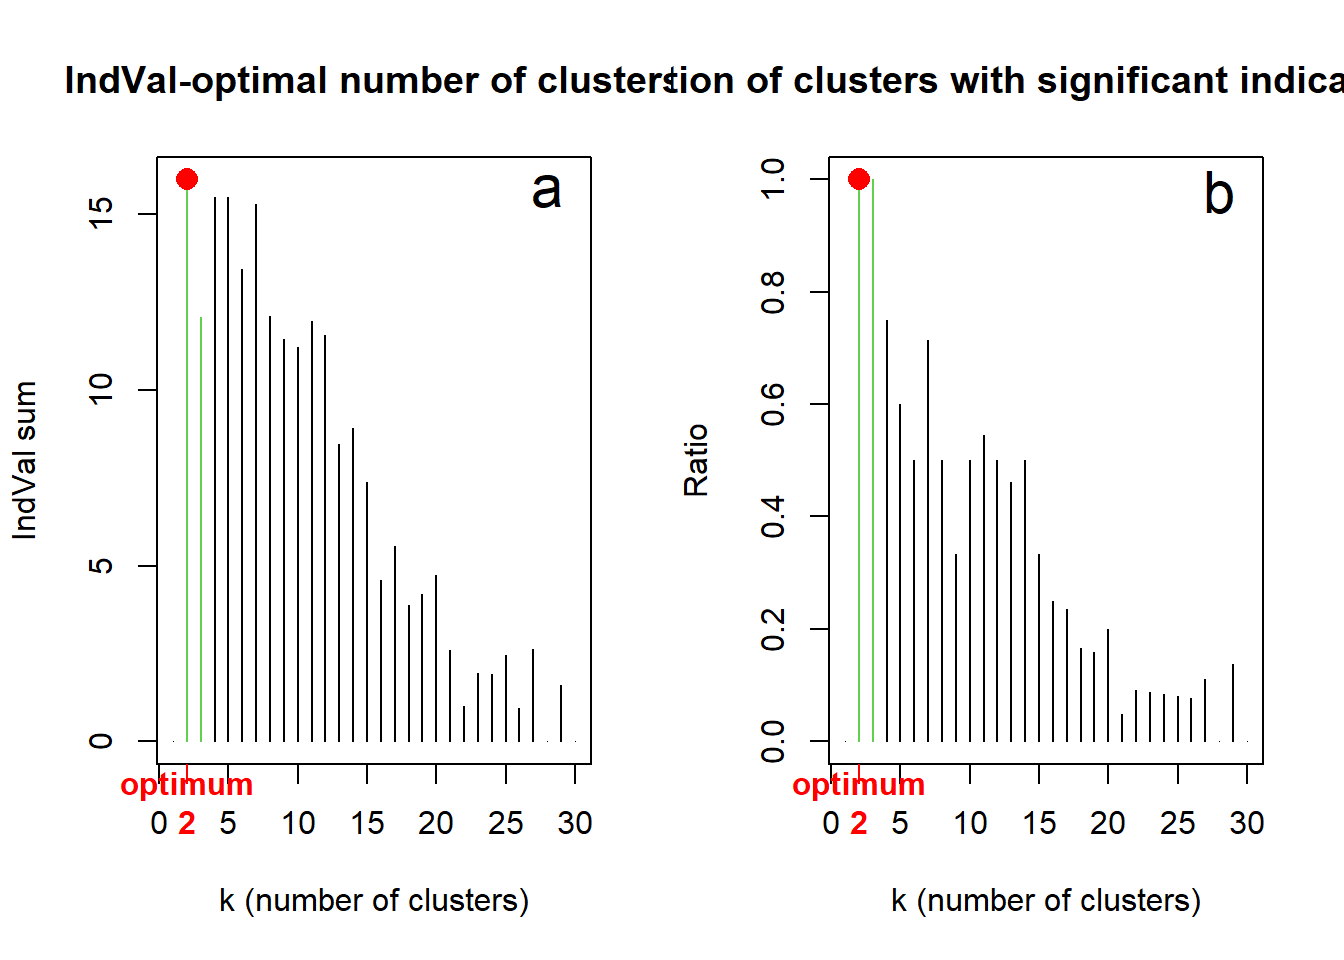 IndVal-optimal number of clusters
tion of clusters with significant indica
a
15
10
5
0
IndVal sum
optimum
0 2 5 10 15 20 25 30
k (number of clusters)
b
1.0
0.8
0.6
0.4
0.2
0.0
Ratio
optimum
0 2 5 10 15 20 25 30
k (number of clusters)